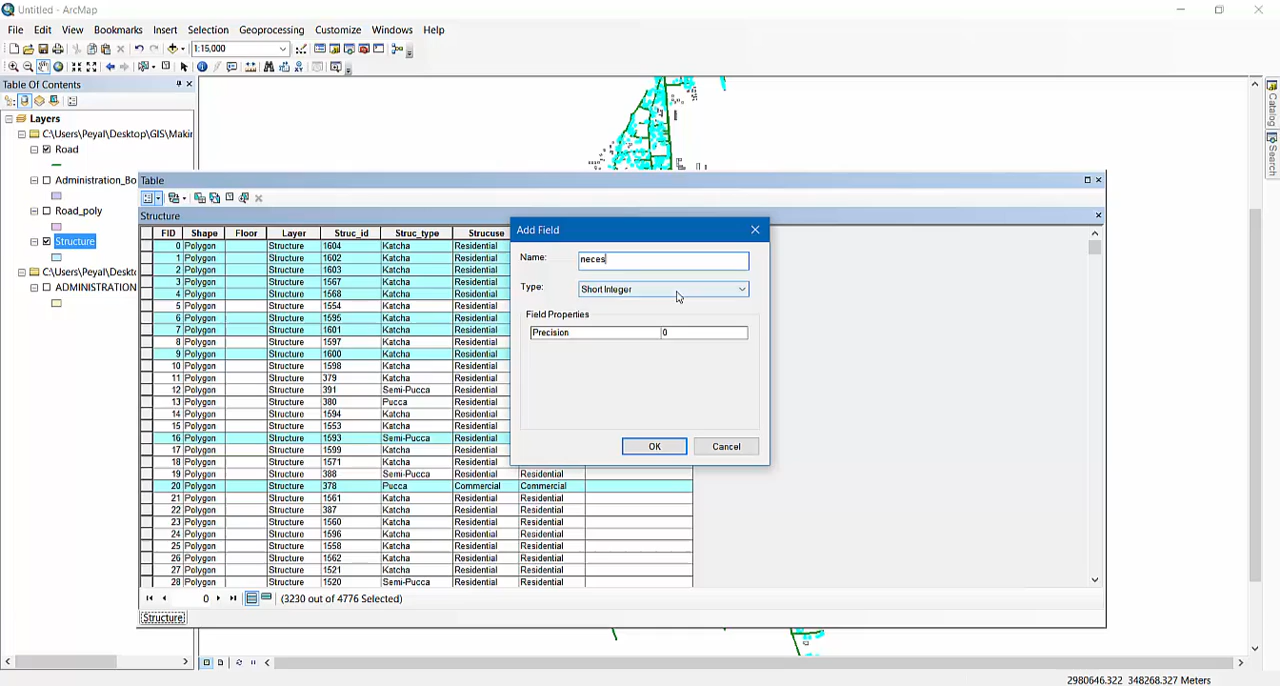 Untitled - ArcMap
File Edit View Bookmarks Insert Selection Geoprocessing Customize Windows Help
1:15,000
Table Of Contents
Layers
C:\Users\Peyal\Desktop\GIS\Makir
Road
Administration_Bo
Road_poly
Structure
C:\Users\Peyal\Deskto
ADMINISTRATION
Catalog
Search
Table
Structure
FID Shape Floor Layer Struc_id Struc_type Strucuse
0 Polygon Structure 1604 Katcha Residential
1 Polygon Structure 1602 Katcha Residential
2 Polygon Structure 1603 Katcha Residential
3 Polygon Structure 1567 Katcha Residential
4 Polygon Structure 1568 Katcha Residential
5 Polygon Structure 1554 Katcha Residential
6 Polygon Structure 1595 Katcha Residential
7 Polygon Structure 1601 Katcha Residential
8 Polygon Structure 1597 Katcha Residential
9 Polygon Structure 1600 Katcha Residential
10 Polygon Structure 1598 Katcha Residential
11 Polygon Structure 379 Katcha Residential
12 Polygon Structure 391 Semi-Pucca Residential
13 Polygon Structure 380 Pucca Residential
14 Polygon Structure 1594 Katcha Residential
15 Polygon Structure 1553 Katcha Residential
16 Polygon Structure 1593 Semi-Pucca Residential
17 Polygon Structure 1599 Katcha Residential
18 Polygon Structure 1571 Katcha Residential
19 Polygon Structure 388 Semi-Pucca Residential Residential
20 Polygon Structure 378 Pucca Commercial Commercial
21 Polygon Structure 1561 Katcha Residential Residential
22 Polygon Structure 387 Katcha Residential Residential
23 Polygon Structure 1560 Katcha Residential Residential
24 Polygon Structure 1596 Katcha Residential Residential
25 Polygon Structure 1558 Katcha Residential Residential
26 Polygon Structure 1562 Katcha Residential Residential
27 Polygon Structure 1521 Katcha Residential Residential
28 Polygon Structure 1520 Semi-Pucca Residential Residential
0 (3230 out of 4776 Selected)
Structure
Add Field
Name: neces
Type: Short Integer
Field Properties
Precision 0
OK Cancel
2980646.322 348268.327 Meters